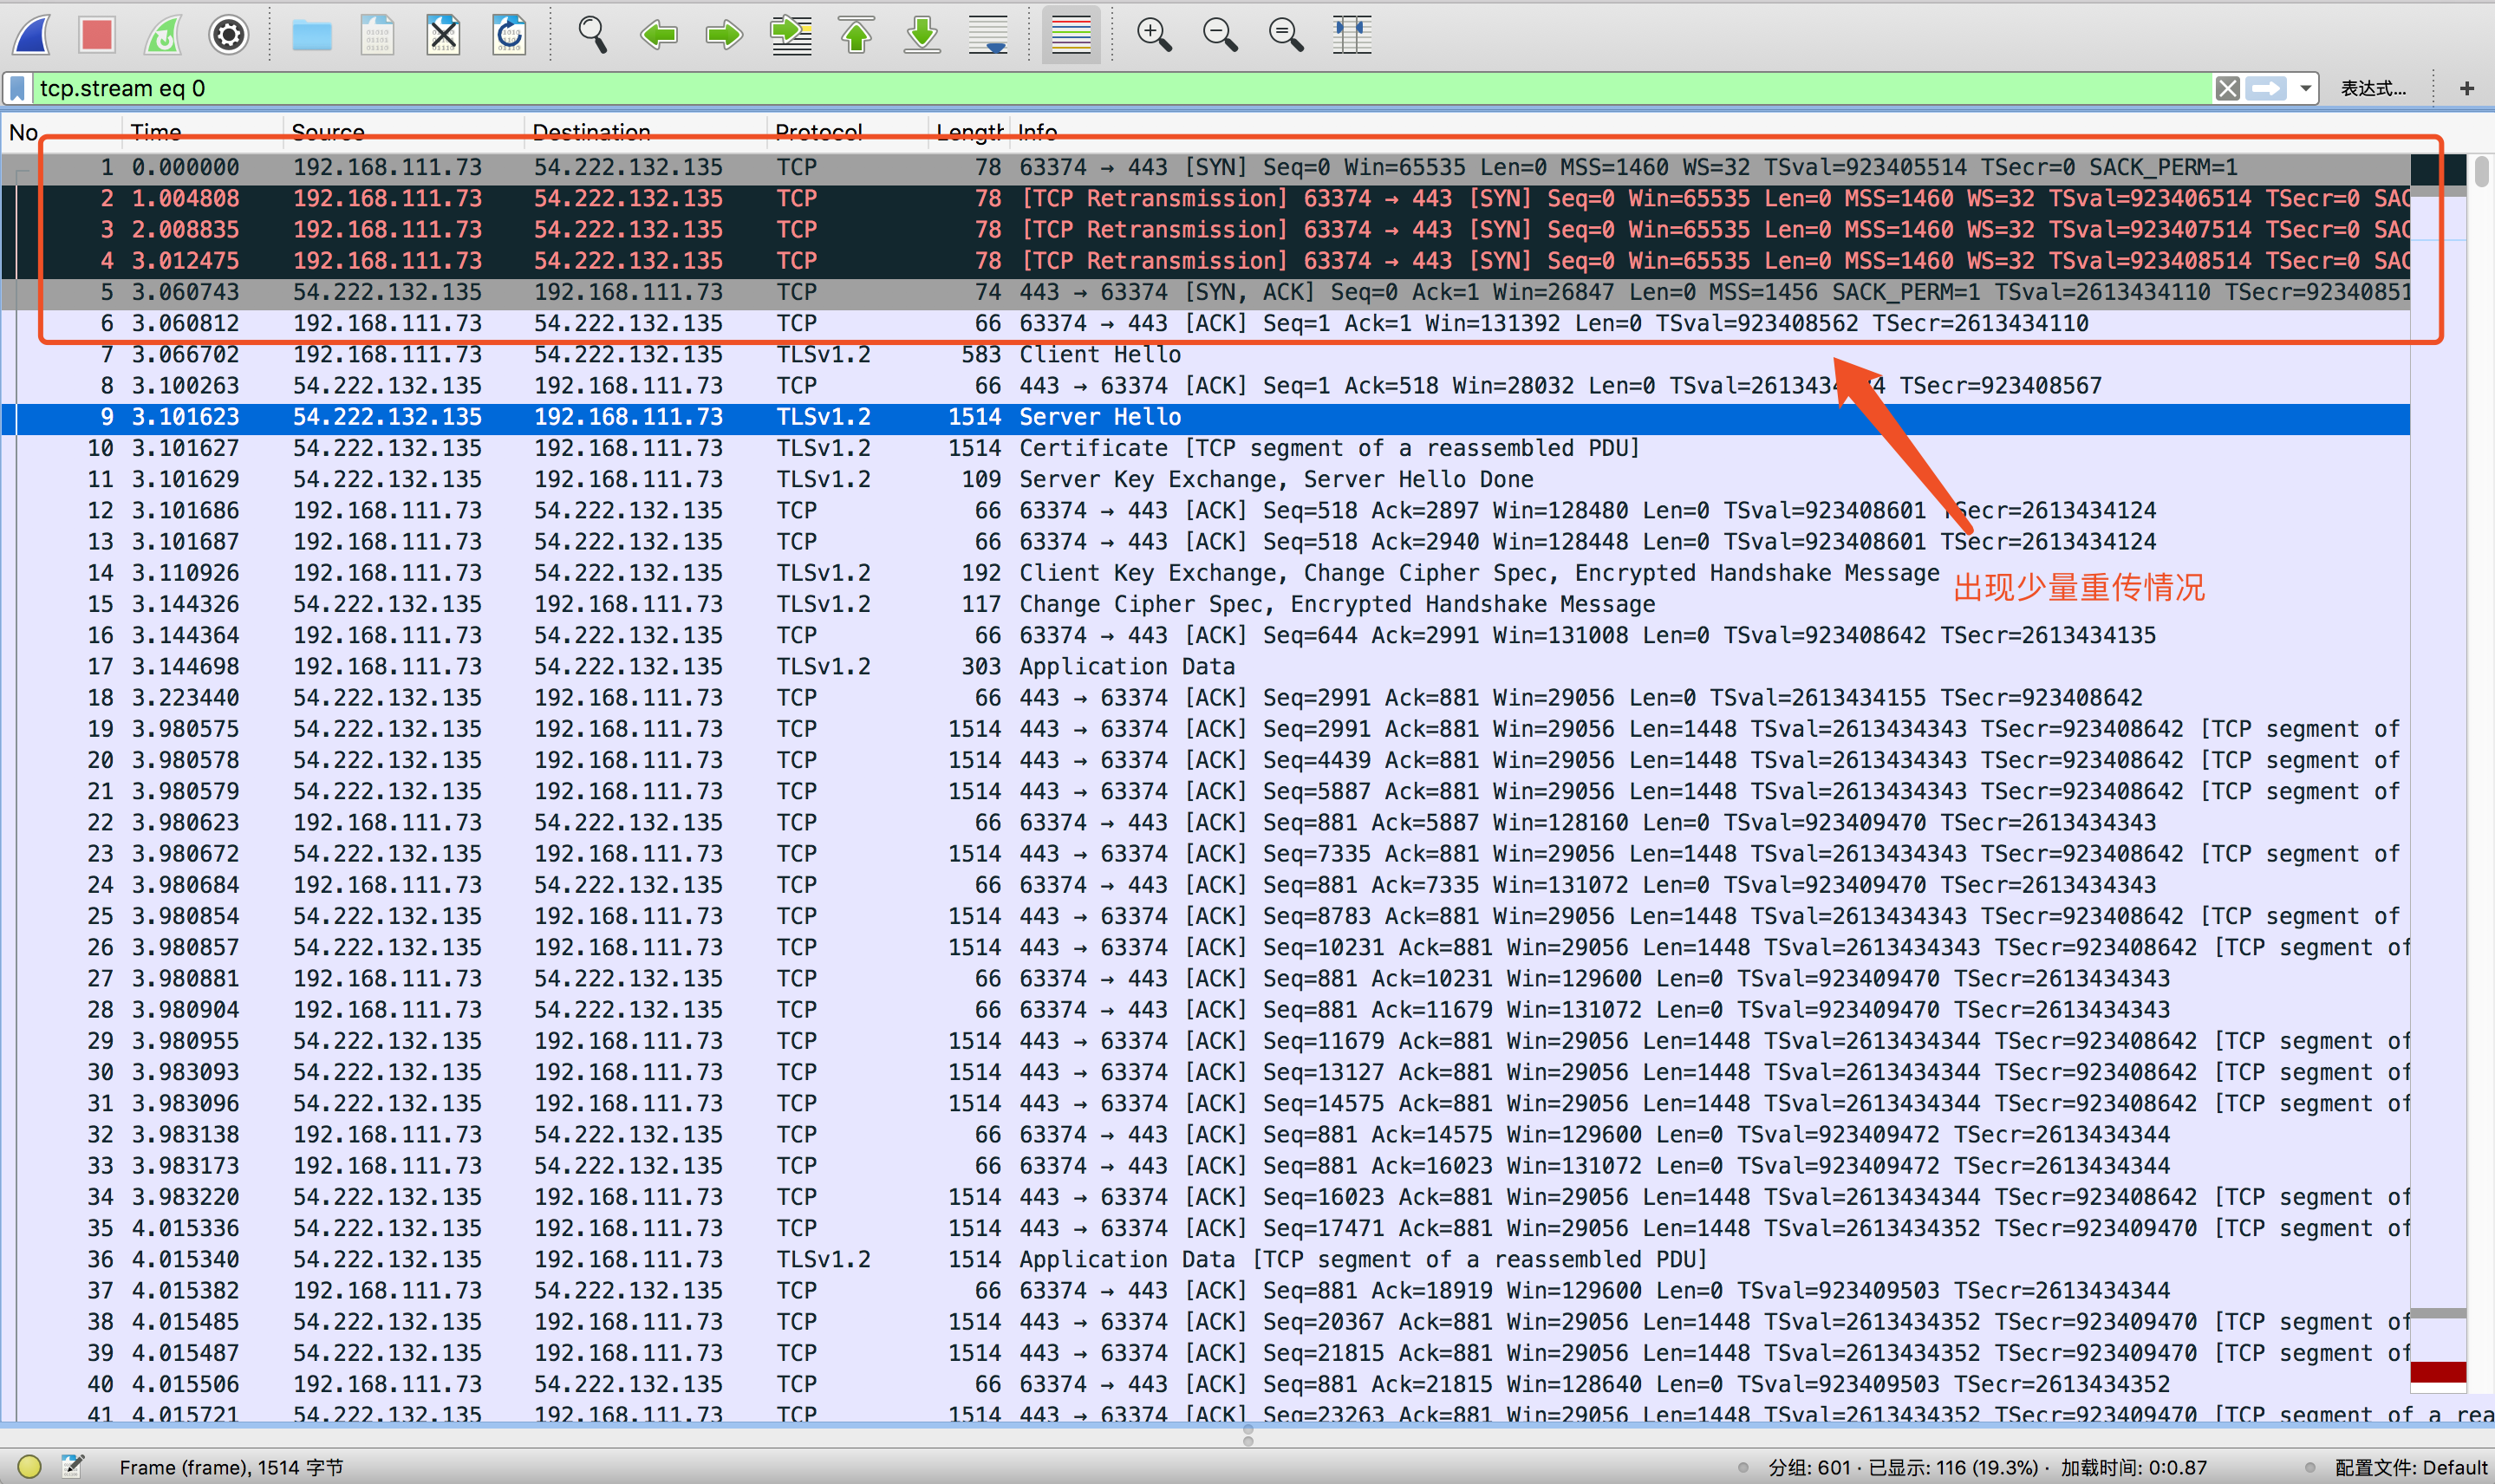 tcp.stream eq 0
表达式...
+
No Time Source Destination Protocol Length Info
1 0.000000 192.168.111.73 54.222.132.135 TCP 78 63374 → 443 [SYN] Seq=0 Win=65535 Len=0 MSS=1460 WS=32 TSval=923405514 TSecr=0 SACK_PERM=1
2 1.004808 192.168.111.73 54.222.132.135 TCP 78 [TCP Retransmission] 63374 → 443 [SYN] Seq=0 Win=65535 Len=0 MSS=1460 WS=32 TSval=923406514 TSecr=0 SAC
3 2.008835 192.168.111.73 54.222.132.135 TCP 78 [TCP Retransmission] 63374 → 443 [SYN] Seq=0 Win=65535 Len=0 MSS=1460 WS=32 TSval=923407514 TSecr=0 SAC
4 3.012475 192.168.111.73 54.222.132.135 TCP 78 [TCP Retransmission] 63374 → 443 [SYN] Seq=0 Win=65535 Len=0 MSS=1460 WS=32 TSval=923408514 TSecr=0 SAC
5 3.060743 54.222.132.135 192.168.111.73 TCP 74 443 → 63374 [SYN, ACK] Seq=0 Ack=1 Win=26847 Len=0 MSS=1456 SACK_PERM=1 TSval=2613434110 TSecr=92340851
6 3.060812 192.168.111.73 54.222.132.135 TCP 66 63374 → 443 [ACK] Seq=1 Ack=1 Win=131392 Len=0 TSval=923408562 TSecr=2613434110
7 3.066702 192.168.111.73 54.222.132.135 TLSv1.2 583 Client Hello
8 3.100263 54.222.132.135 192.168.111.73 TCP 66 443 → 63374 [ACK] Seq=1 Ack=518 Win=28032 Len=0 TSecr=923408567
9 3.101623 54.222.132.135 192.168.111.73 TLSv1.2 1514 Server Hello
10 3.101627 54.222.132.135 192.168.111.73 TLSv1.2 1514 Certificate [TCP segment of a reassembled PDU]
11 3.101629 54.222.132.135 192.168.111.73 TLSv1.2 109 Server Key Exchange, Server Hello Done
12 3.101686 192.168.111.73 54.222.132.135 TCP 66 63374 → 443 [ACK] Seq=518 Ack=2897 Win=128480 Len=0 TSval=923408601 TSecr=2613434124
13 3.101687 192.168.111.73 54.222.132.135 TCP 66 63374 → 443 [ACK] Seq=518 Ack=2940 Win=128448 Len=0 TSval=923408601 TSecr=2613434124
14 3.110926 192.168.111.73 54.222.132.135 TLSv1.2 192 Client Key Exchange, Change Cipher Spec, Encrypted Handshake Message
出现少量重传情况
15 3.144326 54.222.132.135 192.168.111.73 TLSv1.2 117 Change Cipher Spec, Encrypted Handshake Message
16 3.144364 192.168.111.73 54.222.132.135 TCP 66 63374 → 443 [ACK] Seq=644 Ack=2991 Win=131008 Len=0 TSval=923408642 TSecr=2613434135
17 3.144698 192.168.111.73 54.222.132.135 TLSv1.2 303 Application Data
18 3.223440 54.222.132.135 192.168.111.73 TCP 66 443 → 63374 [ACK] Seq=2991 Ack=881 Win=29056 Len=0 TSval=2613434155 TSecr=923408642
19 3.980575 54.222.132.135 192.168.111.73 TCP 1514 443 → 63374 [ACK] Seq=2991 Ack=881 Win=29056 Len=1448 TSval=2613434343 TSecr=923408642 [TCP segment of
20 3.980578 54.222.132.135 192.168.111.73 TCP 1514 443 → 63374 [ACK] Seq=4439 Ack=881 Win=29056 Len=1448 TSval=2613434343 TSecr=923408642 [TCP segment of
21 3.980579 54.222.132.135 192.168.111.73 TCP 1514 443 → 63374 [ACK] Seq=5887 Ack=881 Win=29056 Len=1448 TSval=2613434343 TSecr=923408642 [TCP segment of
22 3.980623 192.168.111.73 54.222.132.135 TCP 66 63374 → 443 [ACK] Seq=881 Ack=5887 Win=128160 Len=0 TSval=923409470 TSecr=2613434343
23 3.980672 54.222.132.135 192.168.111.73 TCP 1514 443 → 63374 [ACK] Seq=7335 Ack=881 Win=29056 Len=1448 TSval=2613434343 TSecr=923408642 [TCP segment of
24 3.980684 192.168.111.73 54.222.132.135 TCP 66 63374 → 443 [ACK] Seq=881 Ack=7335 Win=131072 Len=0 TSval=923409470 TSecr=2613434343
25 3.980854 54.222.132.135 192.168.111.73 TCP 1514 443 → 63374 [ACK] Seq=8783 Ack=881 Win=29056 Len=1448 TSval=2613434343 TSecr=923408642 [TCP segment of
26 3.980857 54.222.132.135 192.168.111.73 TCP 1514 443 → 63374 [ACK] Seq=10231 Ack=881 Win=29056 Len=1448 TSval=2613434343 TSecr=923408642 [TCP segment of
27 3.980881 192.168.111.73 54.222.132.135 TCP 66 63374 → 443 [ACK] Seq=881 Ack=10231 Win=129600 Len=0 TSval=923409470 TSecr=2613434343
28 3.980904 192.168.111.73 54.222.132.135 TCP 66 63374 → 443 [ACK] Seq=881 Ack=11679 Win=131072 Len=0 TSval=923409470 TSecr=2613434343
29 3.980955 54.222.132.135 192.168.111.73 TCP 1514 443 → 63374 [ACK] Seq=11679 Ack=881 Win=29056 Len=1448 TSval=2613434344 TSecr=923408642 [TCP segment of
30 3.983093 54.222.132.135 192.168.111.73 TCP 1514 443 → 63374 [ACK] Seq=13127 Ack=881 Win=29056 Len=1448 TSval=2613434344 TSecr=923408642 [TCP segment of
31 3.983096 54.222.132.135 192.168.111.73 TCP 1514 443 → 63374 [ACK] Seq=14575 Ack=881 Win=29056 Len=1448 TSval=2613434344 TSecr=923408642 [TCP segment of
32 3.983138 192.168.111.73 54.222.132.135 TCP 66 63374 → 443 [ACK] Seq=881 Ack=14575 Win=129600 Len=0 TSval=923409472 TSecr=2613434344
33 3.983173 192.168.111.73 54.222.132.135 TCP 66 63374 → 443 [ACK] Seq=881 Ack=16023 Win=131072 Len=0 TSval=923409472 TSecr=2613434344
34 3.983220 54.222.132.135 192.168.111.73 TCP 1514 443 → 63374 [ACK] Seq=16023 Ack=881 Win=29056 Len=1448 TSval=2613434344 TSecr=923408642 [TCP segment of
35 4.015336 54.222.132.135 192.168.111.73 TCP 1514 443 → 63374 [ACK] Seq=17471 Ack=881 Win=29056 Len=1448 TSval=2613434352 TSecr=923409470 [TCP segment of
36 4.015340 54.222.132.135 192.168.111.73 TLSv1.2 1514 Application Data [TCP segment of a reassembled PDU]
37 4.015382 192.168.111.73 54.222.132.135 TCP 66 63374 → 443 [ACK] Seq=881 Ack=18919 Win=129600 Len=0 TSval=923409503 TSecr=2613434344
38 4.015485 54.222.132.135 192.168.111.73 TCP 1514 443 → 63374 [ACK] Seq=20367 Ack=881 Win=29056 Len=1448 TSval=2613434352 TSecr=923409470 [TCP segment of
39 4.015487 54.222.132.135 192.168.111.73 TCP 1514 443 → 63374 [ACK] Seq=21815 Ack=881 Win=29056 Len=1448 TSval=2613434352 TSecr=923409470 [TCP segment of
40 4.015506 192.168.111.73 54.222.132.135 TCP 66 63374 → 443 [ACK] Seq=881 Ack=21815 Win=128640 Len=0 TSval=923409503 TSecr=2613434352
41 4.015721 54.222.132.135 192.168.111.73 TCP 1514 443 → 63374 [ACK] Seq=23263 Ack=881 Win=29056 Len=1448 TSval=2613434352 TSecr=923409470 [TCP segment of a rea
Frame (frame), 1514 字节
分组: 601 · 已显示: 116 (19.3%) · 加载时间: 0:0.87
配置文件: Default